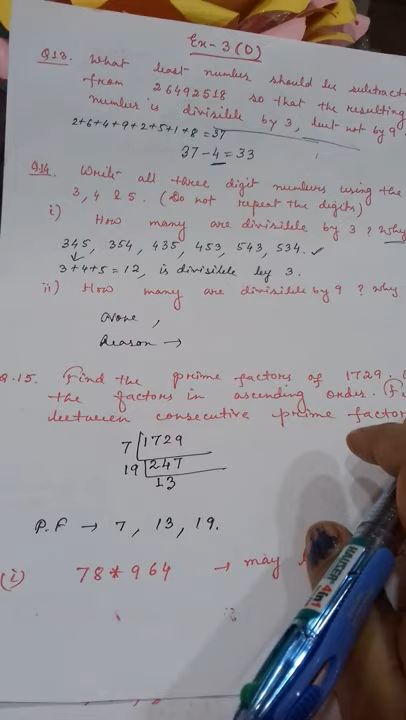 Ex-3(D)
Q13. What least number should be subtract
from 26492518 so that the resulting
number is divisible by 3, but not by 9
2+6+4+9+2+5+1+8=37
37-4=33
Q14. Write all three digit numbers using the
3, 4 & 5. (Do not repeat the digits)
i) How many are divisible by 3? Why
345, 354, 435, 453, 543, 534.✓
3+4+5=12, is divisible by 3.
ii) How many are divisible by 9? Why
None,
Reason →
Q.15. Find the prime factors of 1729.
the factors in ascending order.
between consecutive prime factor
7 1729
19 247
13
P.F → 7, 13, 19.
(i) 78*964 → may
HAUSER 4 in 1